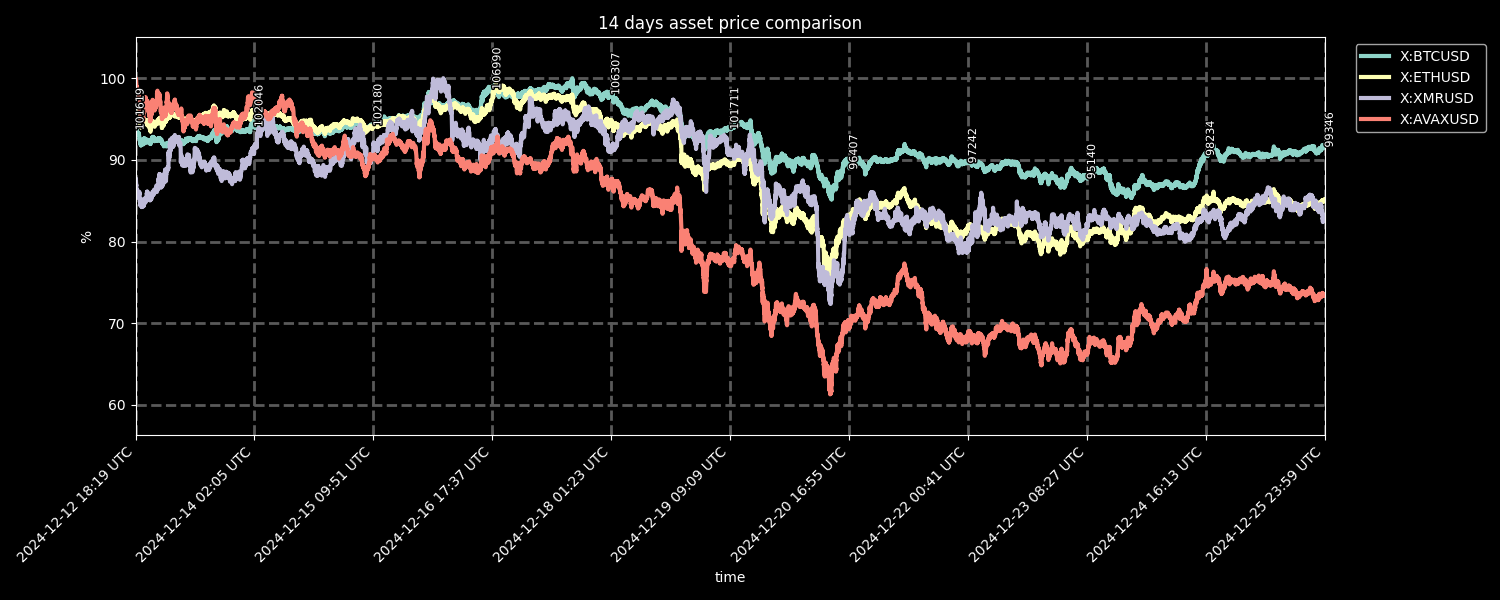 14 days asset price comparison
X:BTCUSD
X:ETHUSD
X:XMRUSD
X:AVAXUSD
100
90
80
70
60
%
101619
102046
102180
106990
106307
101711
96407
97242
95140
98234
99346
2024-12-12 18:19 UTC
2024-12-14 02:05 UTC
2024-12-15 09:51 UTC
2024-12-16 17:37 UTC
2024-12-18 01:23 UTC
2024-12-19 09:09 UTC
2024-12-20 16:55 UTC
2024-12-22 00:41 UTC
2024-12-23 08:27 UTC
2024-12-24 16:13 UTC
2024-12-25 23:59 UTC
time